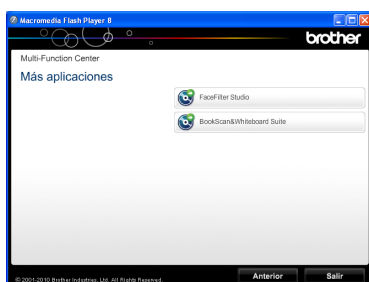 Macromedia Flash Player 8
brother
Multi-Function Center
Más aplicaciones
FaceFilter Studio
BookScan&Whiteboard Suite
© 2001-2010 Brother Industries, Ltd. All Rights Reserved.
Anterior
Salir